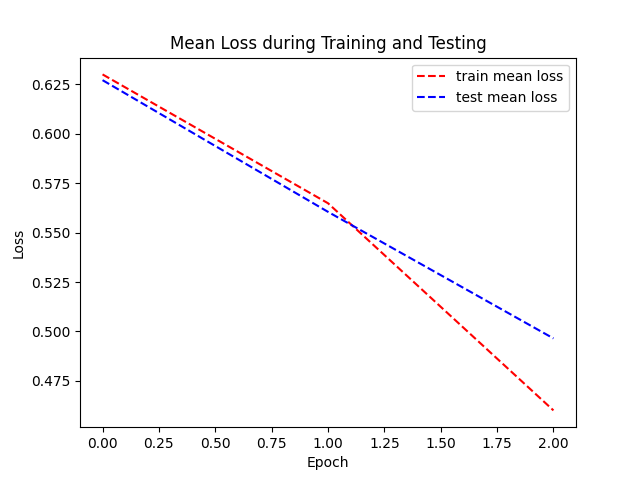 Mean Loss during Training and Testing
train mean loss
test mean loss
0.625
0.600
0.575
0.550
0.525
0.500
0.475
Loss
0.00 0.25 0.50 0.75 1.00 1.25 1.50 1.75 2.00
Epoch